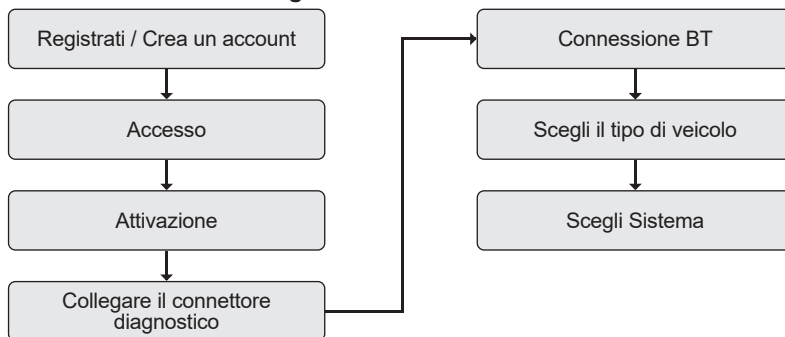 Registrati / Crea un account
Accesso
Attivazione
Collegare il connettore
diagnostico
Connessione BT
Scegli il tipo di veicolo
Scegli Sistema